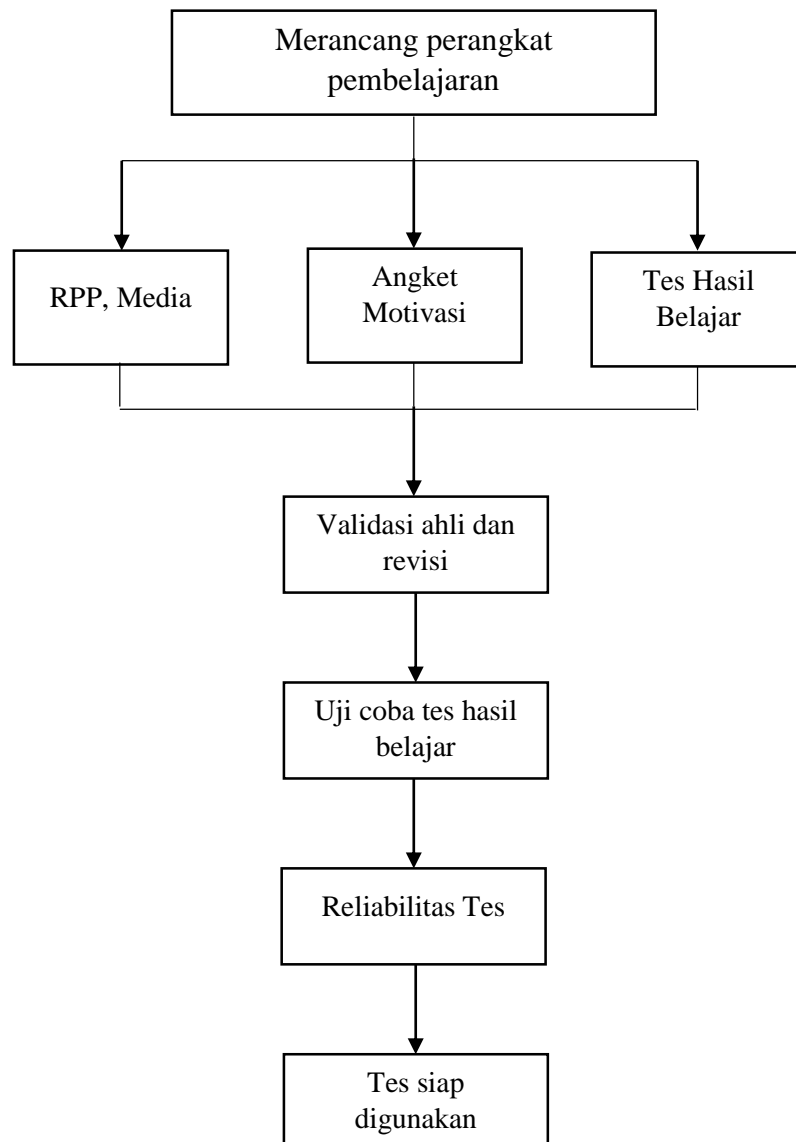 Merancang perangkat
pembelajaran
RPP, Media
Angket
Motivasi
Tes Hasil
Belajar
Validasi ahli dan
revisi
Uji coba tes hasil
belajar
Reliabilitas Tes
Tes siap
digunakan